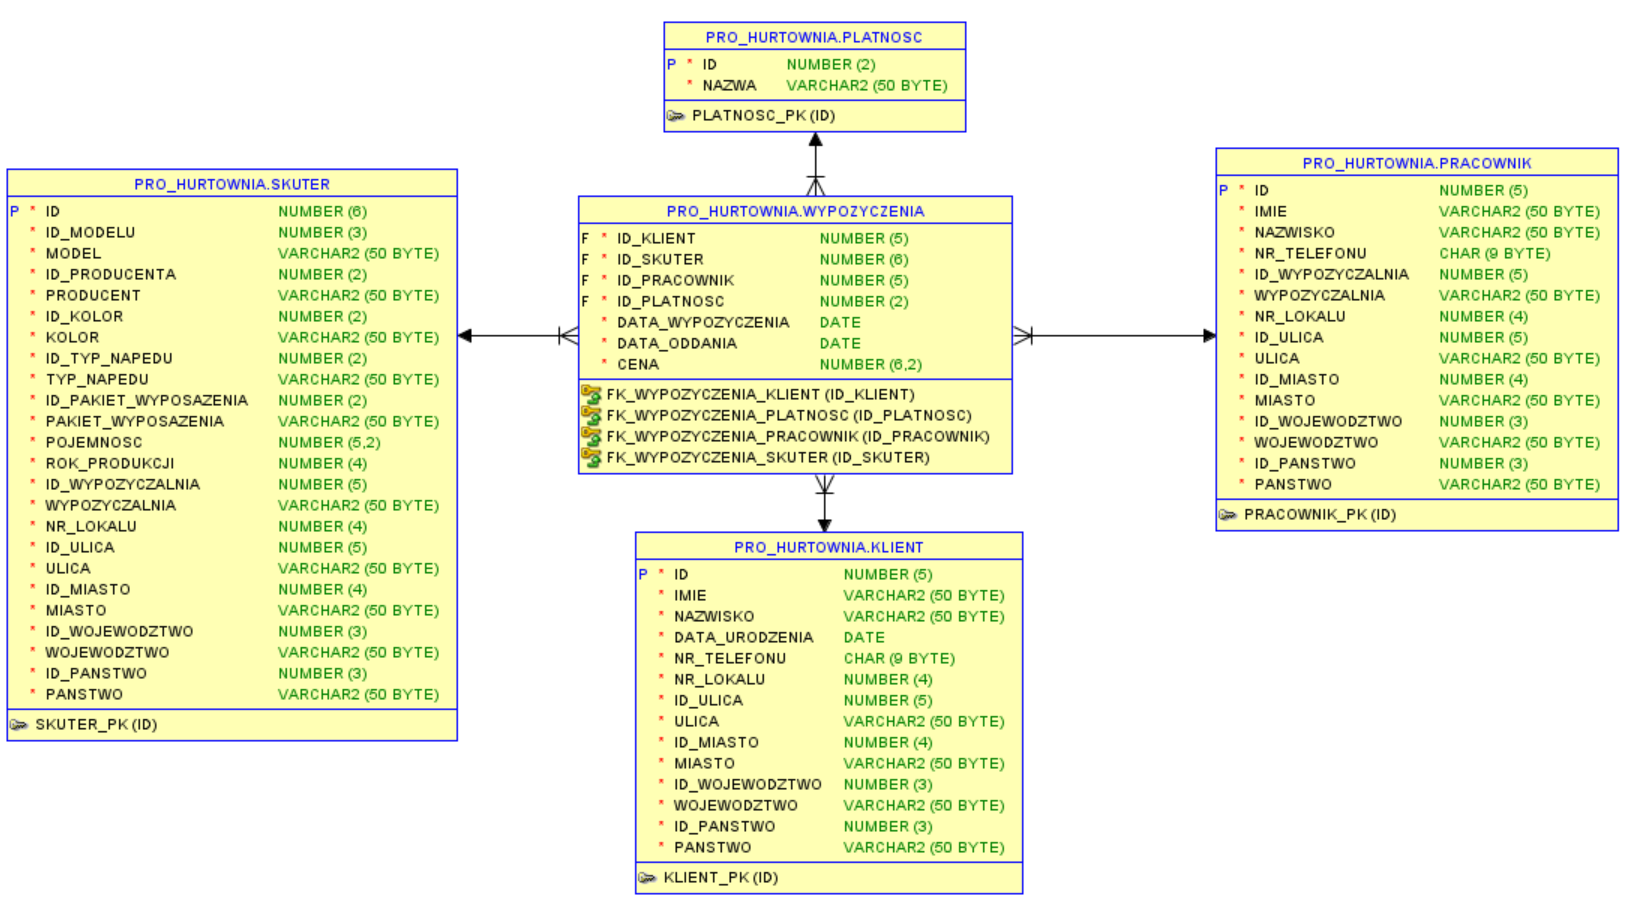 PRO_HURTOWNIA.PLATNOSC
P * ID NUMBER (2)
* NAZWA VARCHAR2 (50 BYTE)
PLATNOSC_PK (ID)
PRO_HURTOWNIA.SKUTER
P * ID NUMBER (6)
* ID_MODELU NUMBER (3)
* MODEL VARCHAR2 (50 BYTE)
* ID_PRODUCENTA NUMBER (2)
* PRODUCENT VARCHAR2 (50 BYTE)
* ID_KOLOR NUMBER (2)
* KOLOR VARCHAR2 (50 BYTE)
* ID_TYP_NAPEDU NUMBER (2)
* TYP_NAPEDU VARCHAR2 (50 BYTE)
* ID_PAKIET_WYPOSAZENIA NUMBER (2)
* PAKIET_WYPOSAZENIA VARCHAR2 (50 BYTE)
* POJEMNOSC NUMBER (5,2)
* ROK_PRODUKCJI NUMBER (4)
* ID_WYPOZYCZALNIA NUMBER (5)
* WYPOZYCZALNIA VARCHAR2 (50 BYTE)
* NR_LOKALU NUMBER (4)
* ID_ULICA NUMBER (5)
* ULICA VARCHAR2 (50 BYTE)
* ID_MIASTO NUMBER (4)
* MIASTO VARCHAR2 (50 BYTE)
* ID_WOJEWODZTWO NUMBER (3)
* WOJEWODZTWO VARCHAR2 (50 BYTE)
* ID_PANSTWO NUMBER (3)
* PANSTWO VARCHAR2 (50 BYTE)
SKUTER_PK (ID)
PRO_HURTOWNIA.WYPOZYCZENIA
F * ID_KLIENT NUMBER (5)
F * ID_SKUTER NUMBER (6)
F * ID_PRACOWNIK NUMBER (5)
F * ID_PLATNOSC NUMBER (2)
* DATA_WYPOZYCZENIA DATE
* DATA_ODDANIA DATE
* CENA NUMBER (6,2)
FK_WYPOZYCZENIA_KLIENT (ID_KLIENT)
FK_WYPOZYCZENIA_PLATNOSC (ID_PLATNOSC)
FK_WYPOZYCZENIA_PRACOWNIK (ID_PRACOWNIK)
FK_WYPOZYCZENIA_SKUTER (ID_SKUTER)
PRO_HURTOWNIA.PRACOWNIK
P * ID NUMBER (5)
* IMIE VARCHAR2 (50 BYTE)
* NAZWISKO VARCHAR2 (50 BYTE)
* NR_TELEFONU CHAR (9 BYTE)
* ID_WYPOZYCZALNIA NUMBER (5)
* WYPOZYCZALNIA VARCHAR2 (50 BYTE)
* NR_LOKALU NUMBER (4)
* ID_ULICA NUMBER (5)
* ULICA VARCHAR2 (50 BYTE)
* ID_MIASTO NUMBER (4)
* MIASTO VARCHAR2 (50 BYTE)
* ID_WOJEWODZTWO NUMBER (3)
* WOJEWODZTWO VARCHAR2 (50 BYTE)
* ID_PANSTWO NUMBER (3)
* PANSTWO VARCHAR2 (50 BYTE)
PRACOWNIK_PK (ID)
PRO_HURTOWNIA.KLIENT
P * ID NUMBER (5)
* IMIE VARCHAR2 (50 BYTE)
* NAZWISKO VARCHAR2 (50 BYTE)
* DATA_URODZENIA DATE
* NR_TELEFONU CHAR (9 BYTE)
* NR_LOKALU NUMBER (4)
* ID_ULICA NUMBER (5)
* ULICA VARCHAR2 (50 BYTE)
* ID_MIASTO NUMBER (4)
* MIASTO VARCHAR2 (50 BYTE)
* ID_WOJEWODZTWO NUMBER (3)
* WOJEWODZTWO VARCHAR2 (50 BYTE)
* ID_PANSTWO NUMBER (3)
* PANSTWO VARCHAR2 (50 BYTE)
KLIENT_PK (ID)